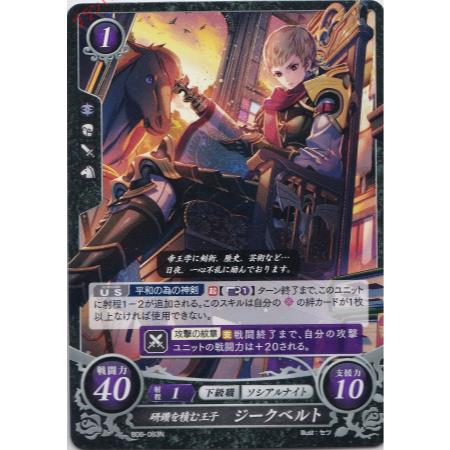 1
帝王学に剣術、歴史、芸術など…
日夜、一心不乱に励んでおります。
US 平和の為の神剣 起 [1] ターン終了まで、このユニット
に射程1-2が追加される。このスキルは自分の の絆カードが1枚
以上なければ使用できない。
攻撃の紋章 支 戦闘終了まで、自分の攻撃
ユニットの戦闘力は+20される。
戦闘力 40
射程 1 下級職 ソシアルナイト
支援力 10
研鑽を積む王子 ジークベルト
B06-083N
Illust:セツ